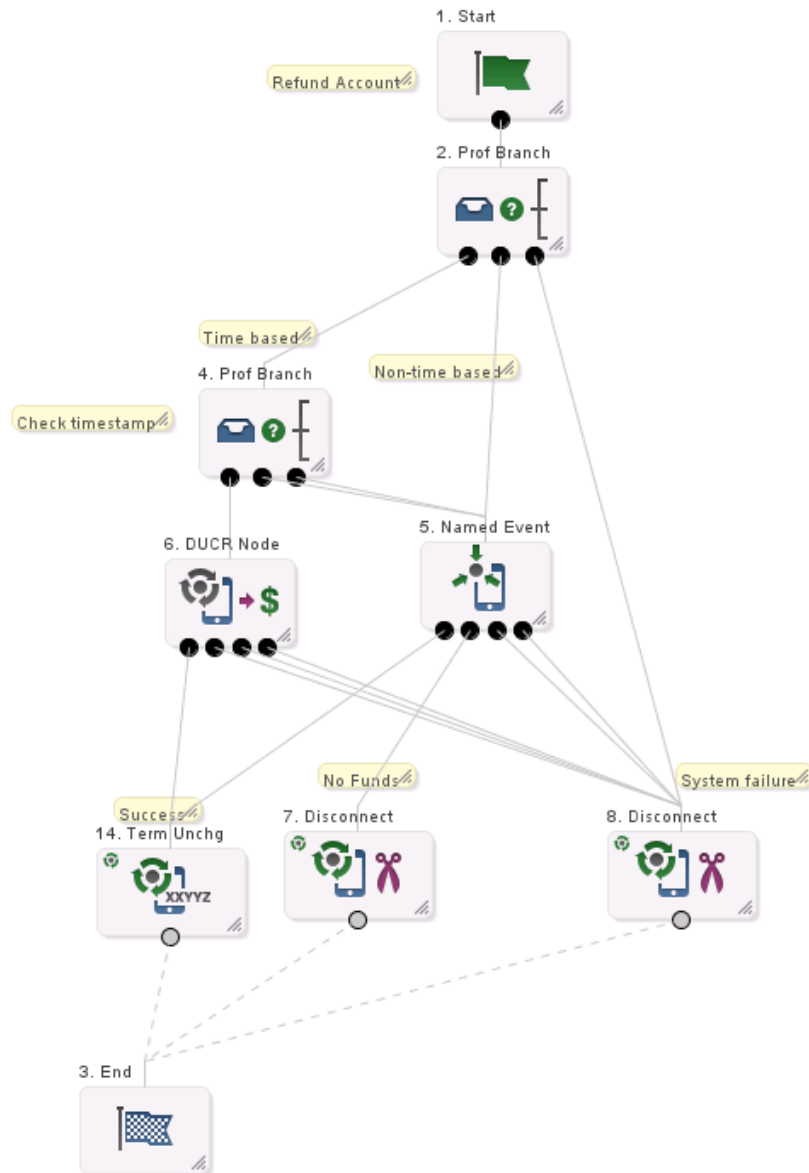 1. Start
Refund Account
2. Prof Branch
Time based
Non-time based
4. Prof Branch
Check timestamp
5. Named Event
6. DUCR Node
$
No Funds
System failure
Success
7. Disconnect
8. Disconnect
14. Term Unchg
XXYYZ
3. End